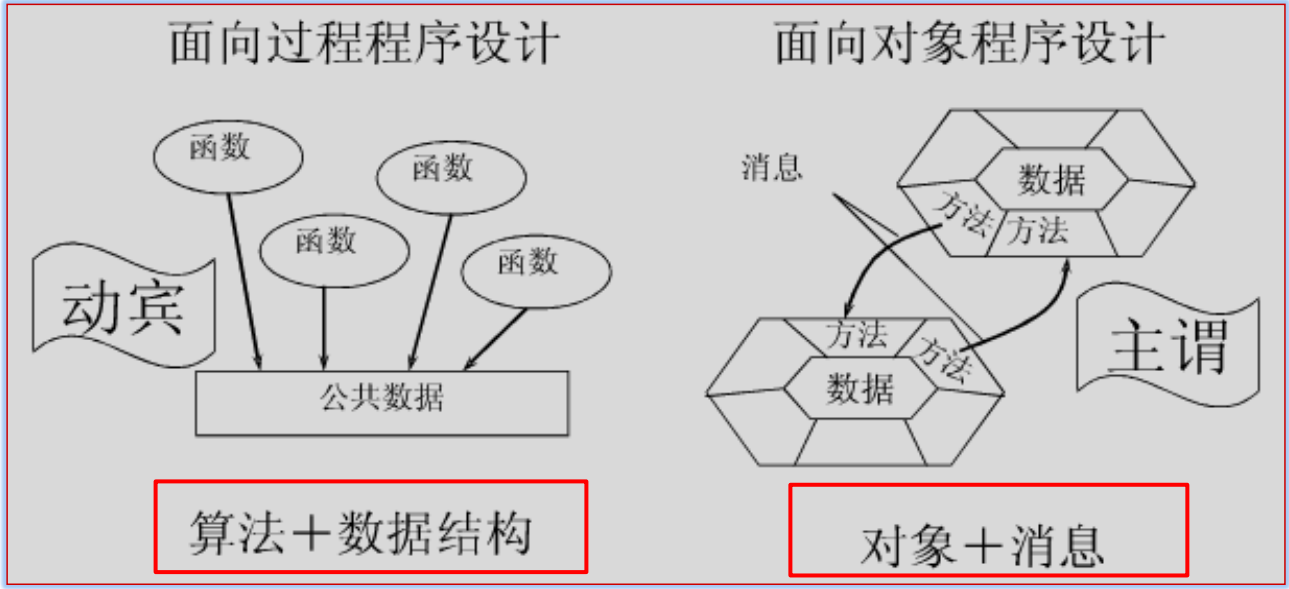 面向过程程序设计
函数
函数
函数
函数
动宾
公共数据
算法＋数据结构
面向对象程序设计
消息
数据
方法
方法
主谓
方法
方法
数据
对象＋消息